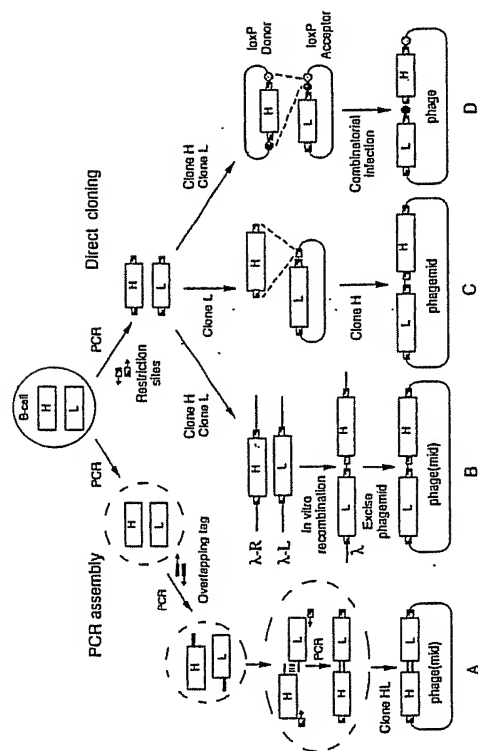 B-cell
H
L
PCR
PCR
PCR assembly
Direct cloning
H
L
Overlapping tag
PCR
H
L
H
L
PCR
H
L
Clone HL
H
L
phage(mid)
A
Restriction
sites
H
L
Clone H
Clone L
λ-R
H
λ-L
L
In vitro
recombination
λ
L
H
Excise
phagemid
L
H
phage(mid)
B
Clone L
H
L
Clone H
L
H
phagemid
C
Clone H
Clone L
loxP
Donor
H
loxP
Acceptor
L
Combinatorial
infection
L
H
phage
D